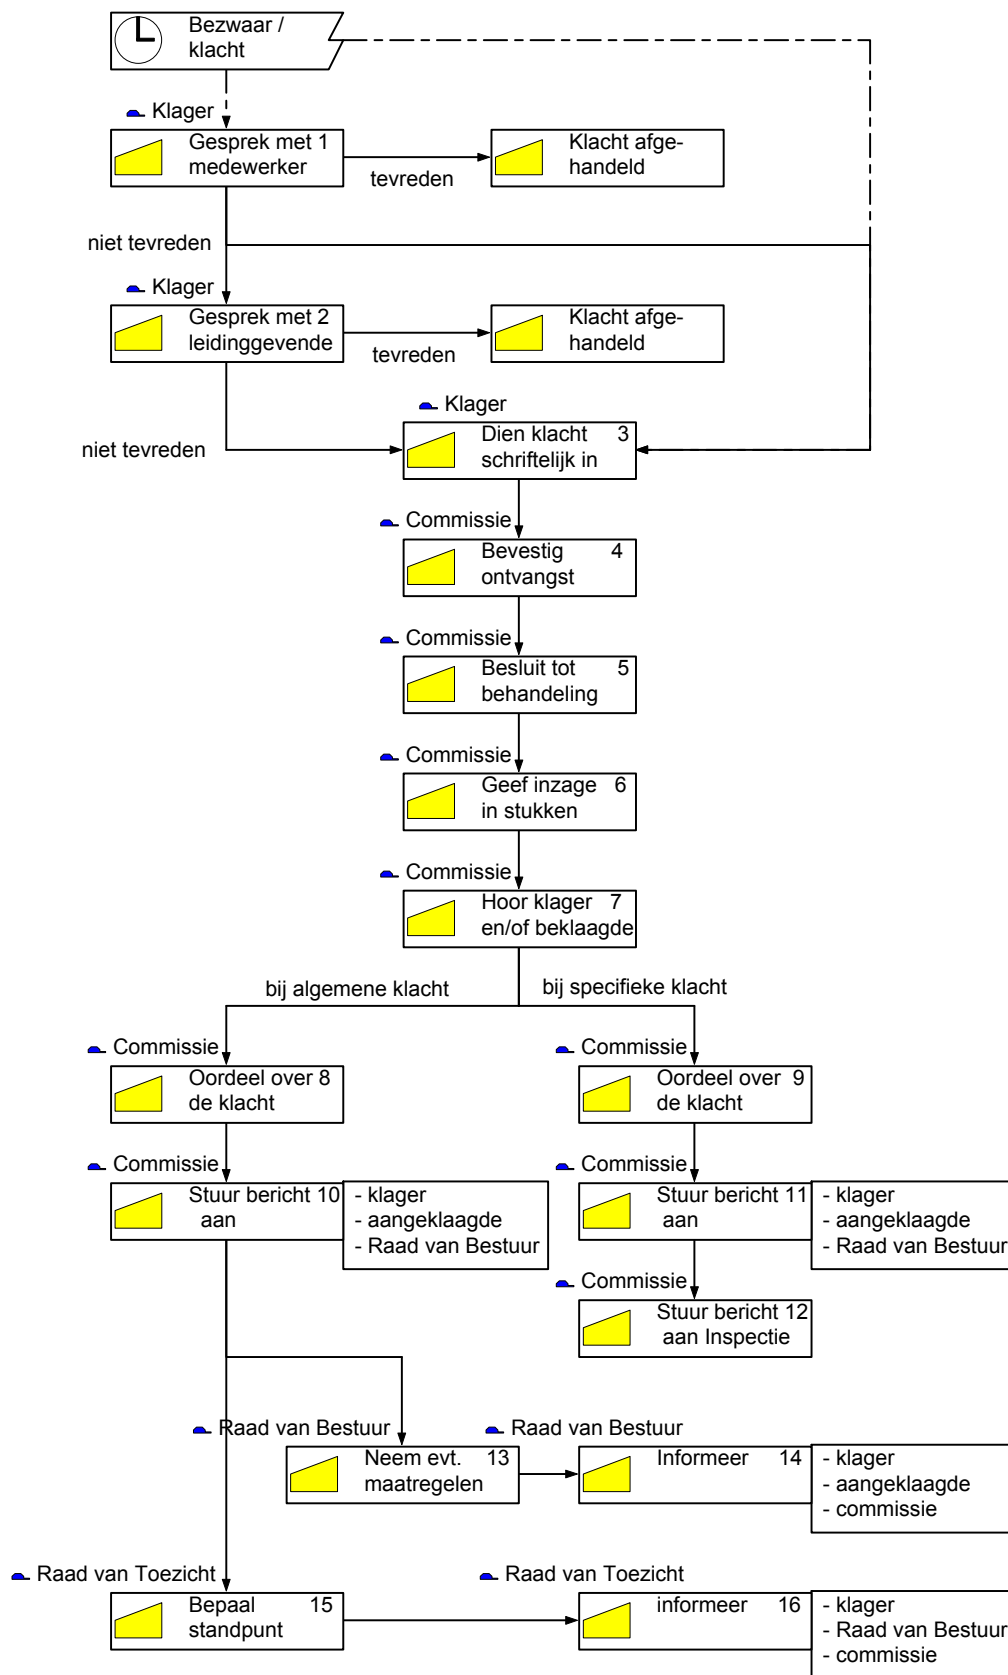 Bezwaar /
klacht
Klager
Gesprek met 1
medewerker
tevreden
Klacht afge-
handeld
niet tevreden
Klager
Gesprek met 2
leidinggevende
tevreden
Klacht afge-
handeld
niet tevreden
Klager
Dien klacht 3
schriftelijk in
Commissie
Bevestig 4
ontvangst
Commissie
Besluit tot 5
behandeling
Commissie
Geef inzage 6
in stukken
Commissie
Hoor klager 7
en/of beklaagde
bij algemene klacht
bij specifieke klacht
Commissie
Oordeel over 8
de klacht
Commissie
Oordeel over 9
de klacht
Commissie
Stuur bericht 10
aan
- klager
- aangeklaagde
- Raad van Bestuur
Commissie
Stuur bericht 11
aan
- klager
- aangeklaagde
- Raad van Bestuur
Commissie
Stuur bericht 12
aan Inspectie
Raad van Bestuur
Neem evt. 13
maatregelen
Raad van Bestuur
Informeer 14
- klager
- aangeklaagde
- commissie
Raad van Toezicht
Bepaal 15
standpunt
Raad van Toezicht
informeer 16
- klager
- Raad van Bestuur
- commissie